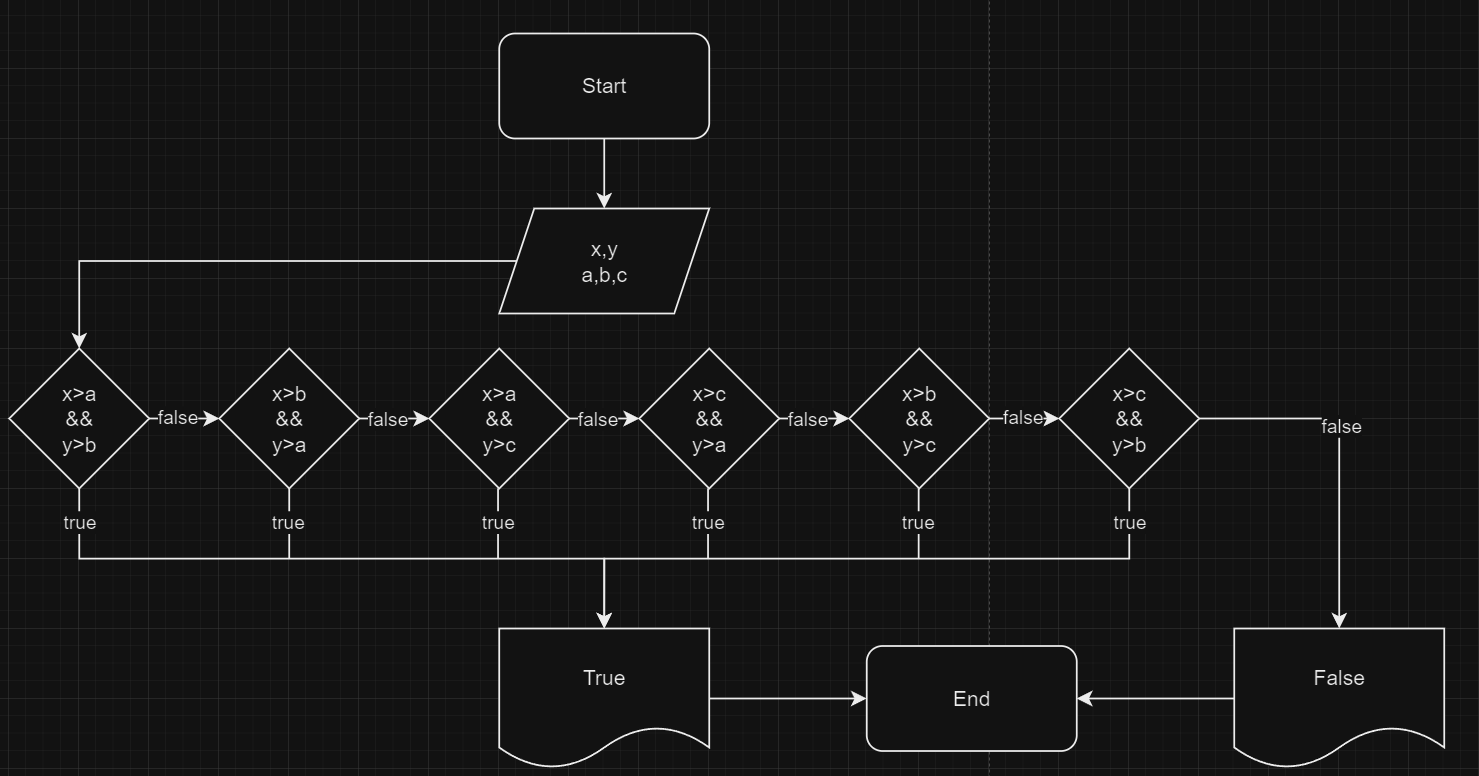 Start
x,y
a,b,c
x>a
&&
y>b
false
x>b
&&
y>a
false
x>a
&&
y>c
false
x>c
&&
y>a
false
x>b
&&
y>c
false
x>c
&&
y>b
false
true
true
true
true
true
true
True
End
False